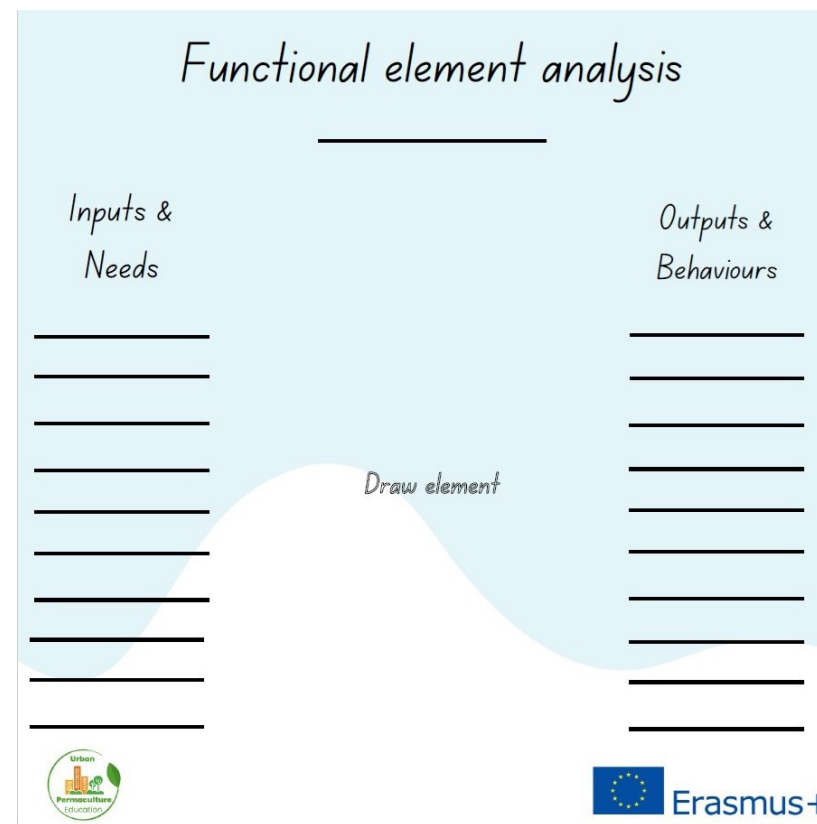 Functional element analysis
Inputs &
Needs
Outputs &
Behaviours
Draw element
Urban
Permaculture
Education
Erasmus+